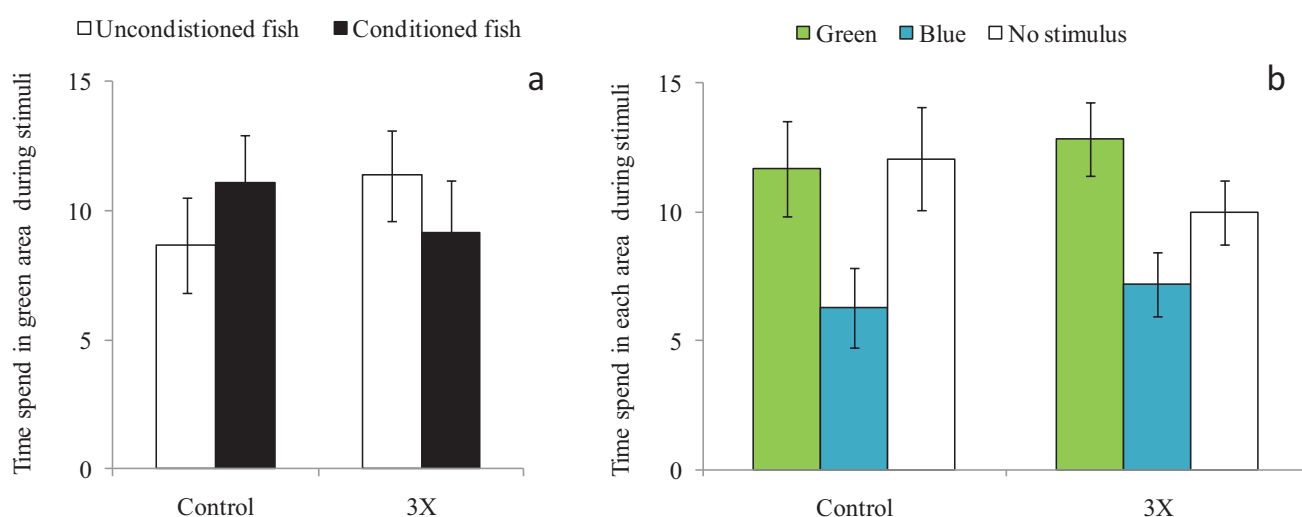 Uncondistioned fish Conditioned fish
a
Time spend in green area during stimuli
15
10
5
0
Control 3X
Green Blue No stimulus
b
Time spend in each area during stimuli
15
10
5
0
Control 3X